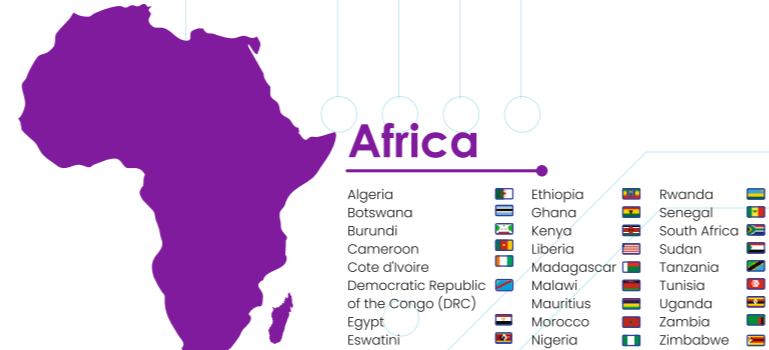 Africa
Algeria
Botswana
Burundi
Cameroon
Cote d'Ivoire
Democratic Republic
of the Congo (DRC)
Egypt
Eswatini
Ethiopia
Ghana
Kenya
Liberia
Madagascar
Malawi
Mauritius
Morocco
Nigeria
Rwanda
Senegal
South Africa
Sudan
Tanzania
Tunisia
Uganda
Zambia
Zimbabwe